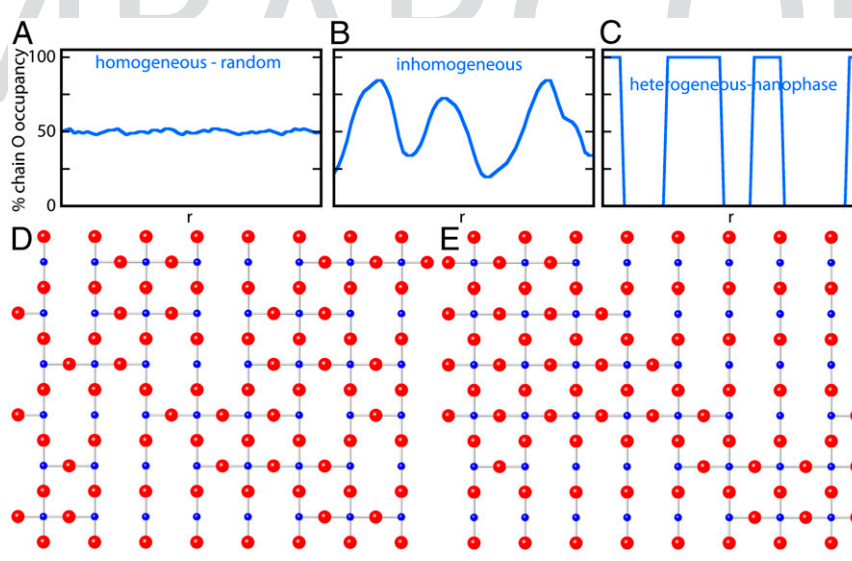 A
B
C
% chain O occupancy
100
50
0
homogeneous - random
inhomogeneous
heterogeneous-nanophase
r
r
r
D
E